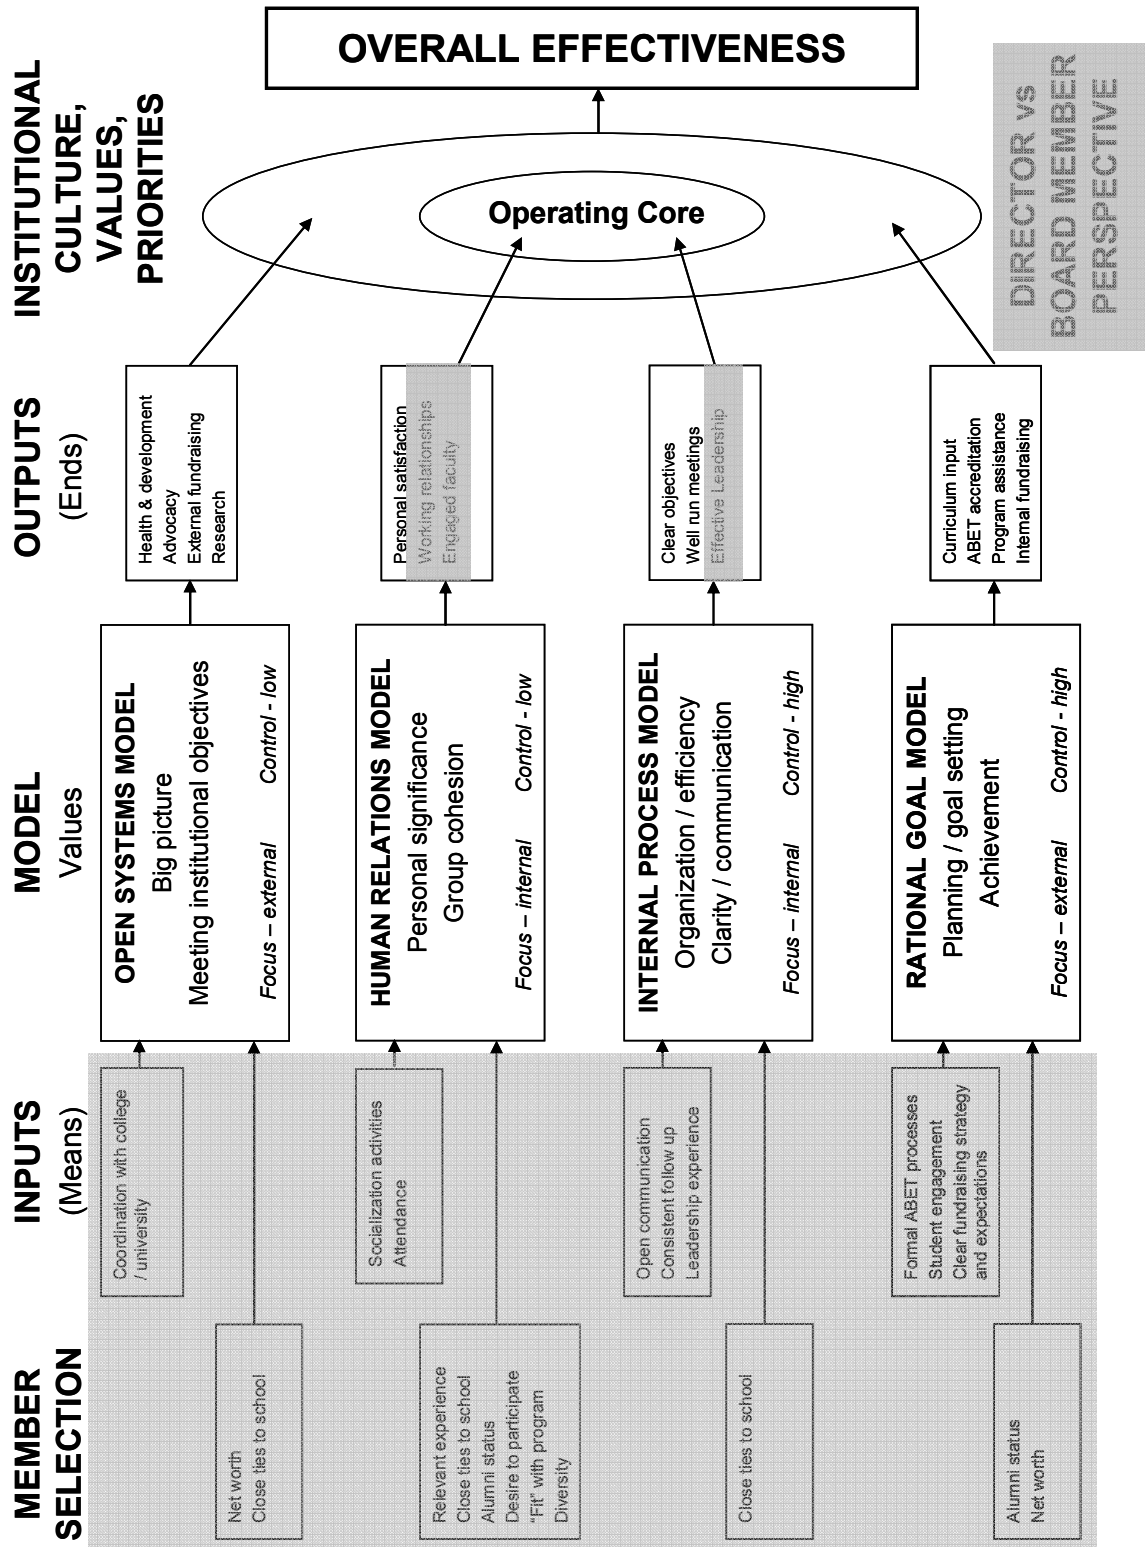 MEMBER
SELECTION
Net worth
Close ties to school
Relevant experience
Close ties to school
Alumni status
Desire to participate
“Fit” with program
Diversity
Close ties to school
Alumni status
Net worth
INPUTS
(Means)
Coordination with college
/ university
Socialization activities
Attendance
Open communication
Consistent follow up
Leadership experience
Formal ABET processes
Student engagement
Clear fundraising strategy
and expectations
MODEL
Values
OPEN SYSTEMS MODEL
Big picture
Meeting institutional objectives
Focus – external Control - low
HUMAN RELATIONS MODEL
Personal significance
Group cohesion
Focus – internal Control - low
INTERNAL PROCESS MODEL
Organization / efficiency
Clarity / communication
Focus – internal Control - high
RATIONAL GOAL MODEL
Planning / goal setting
Achievement
Focus – external Control - high
OUTPUTS
(Ends)
Health & development
Advocacy
External fundraising
Research
Personal satisfaction
Working relationships
Engaged faculty
Clear objectives
Well run meetings
Effective Leadership
Curriculum input
ABET accreditation
Program assistance
Internal fundraising
INSTITUTIONAL
CULTURE,
VALUES,
PRIORITIES
Operating Core
OVERALL EFFECTIVENESS
DIRECTOR vs
BOARD MEMBER
PERSPECTIVE